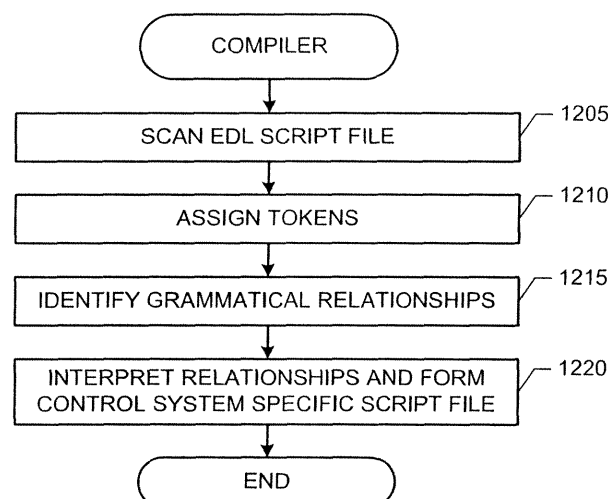 COMPILER
1205
SCAN EDL SCRIPT FILE
1210
ASSIGN TOKENS
1215
IDENTIFY GRAMMATICAL RELATIONSHIPS
1220
INTERPRET RELATIONSHIPS AND FORM
CONTROL SYSTEM SPECIFIC SCRIPT FILE
END